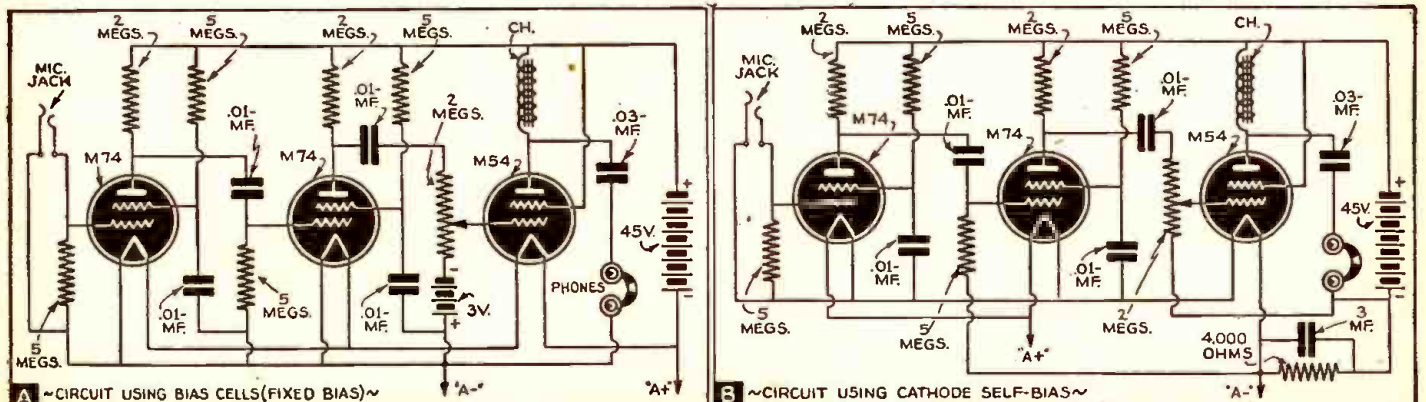 2
MEGS.
5
MEGS.
2
MEGS.
5
MEGS.
CH.
MIC.
JACK
.01-
MF.
.01-
MF.
2
MEGS.
.03-
MF.
M74
M74
M54
45V.
+
-
PHONES
-
3V.
+
5
MEGS.
.01-
MF.
5
MEGS.
.01-
MF.
"A-"
"A+"
A ~CIRCUIT USING BIAS CELLS (FIXED BIAS)~
2
MEGS.
5
MEGS.
2
MEGS.
5
MEGS.
CH.
MIC.
JACK
M74
.01-
MF.
M74
.01-
MF.
M54
.03-
MF.
+
45V.
-
.01-
MF.
.01-
MF.
5
MEGS.
5
MEGS.
2
MEGS.
3
MF.
4,000
OHMS
"A+"
"A-"
B ~CIRCUIT USING CATHODE SELF-BIAS~